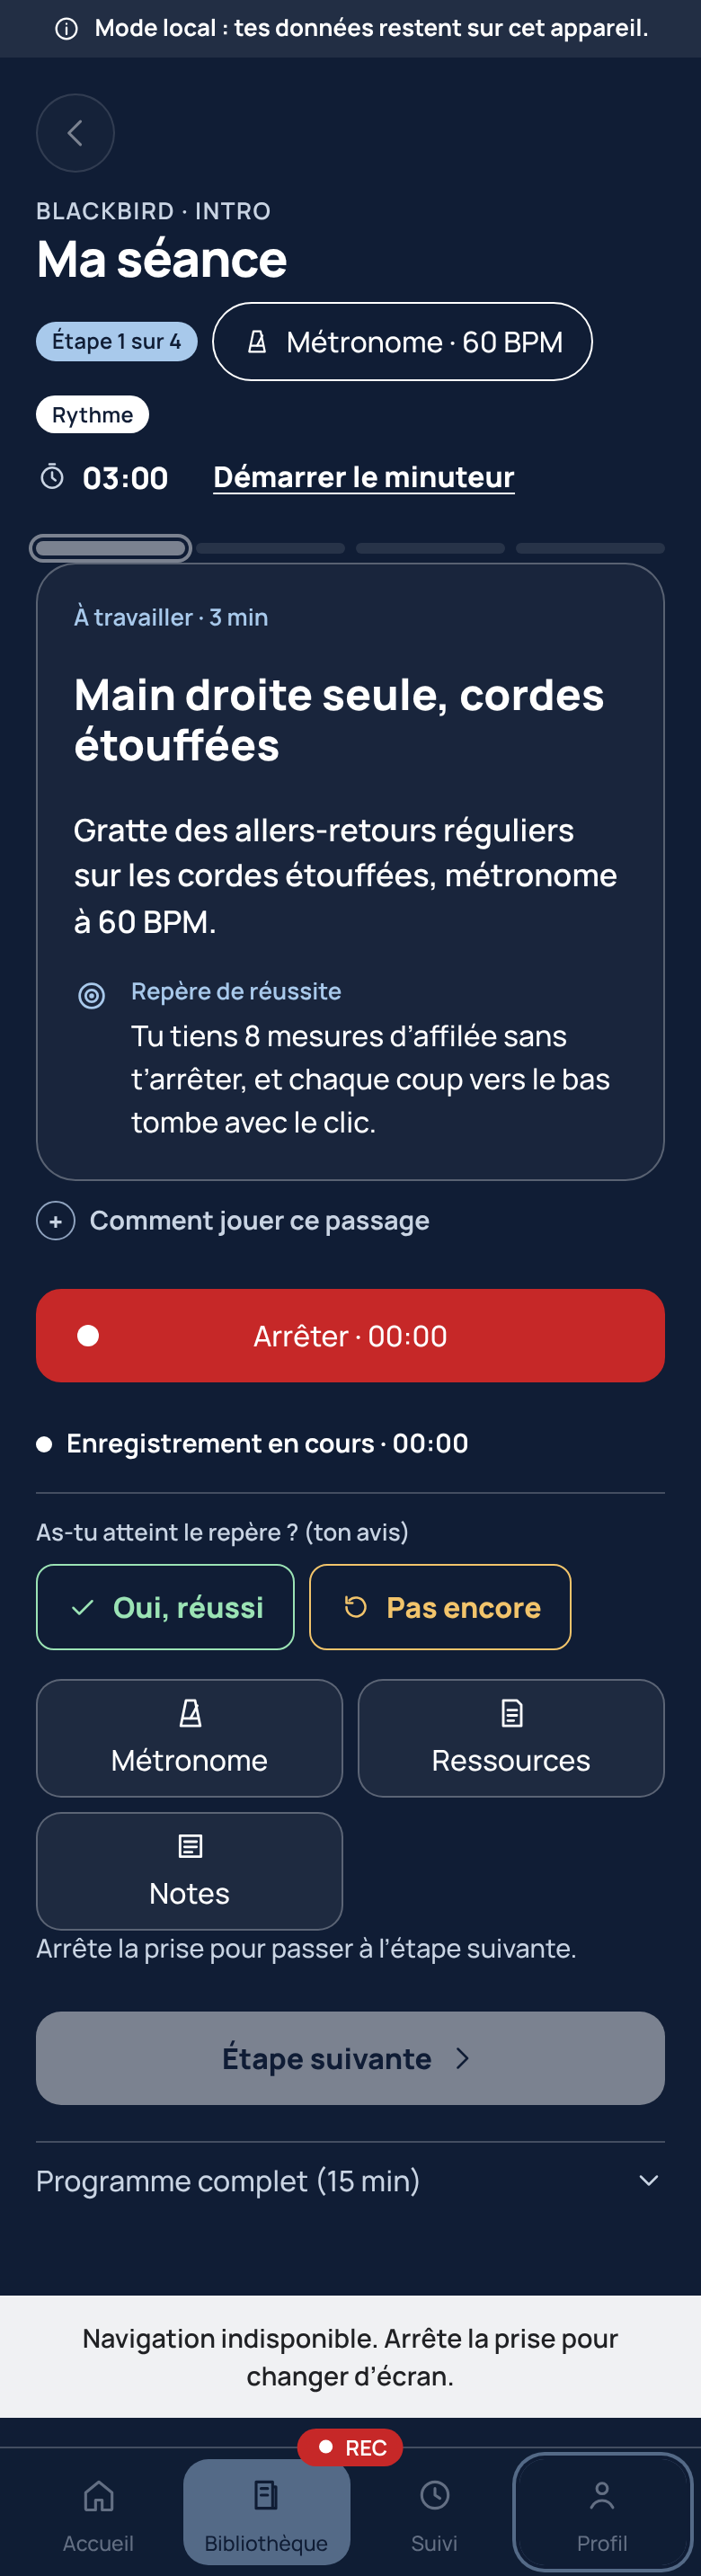 Mode local : tes données restent sur cet appareil.
BLACKBIRD · INTRO
Ma séance
Étape 1 sur 4
Métronome · 60 BPM
Rythme
03:00
Démarrer le minuteur
À travailler · 3 min
Main droite seule, cordes
étouffées
Gratte des allers-retours réguliers
sur les cordes étouffées, métronome
à 60 BPM.
Repère de réussite
Tu tiens 8 mesures d’affilée sans
t’arrêter, et chaque coup vers le bas
tombe avec le clic.
Comment jouer ce passage
Arrêter · 00:00
Enregistrement en cours · 00:00
As-tu atteint le repère ? (ton avis)
Oui, réussi
Pas encore
Métronome
Ressources
Notes
Arrête la prise pour passer à l’étape suivante.
Étape suivante
Programme complet (15 min)
Navigation indisponible. Arrête la prise pour
changer d’écran.
REC
Accueil
Bibliothèque
Suivi
Profil